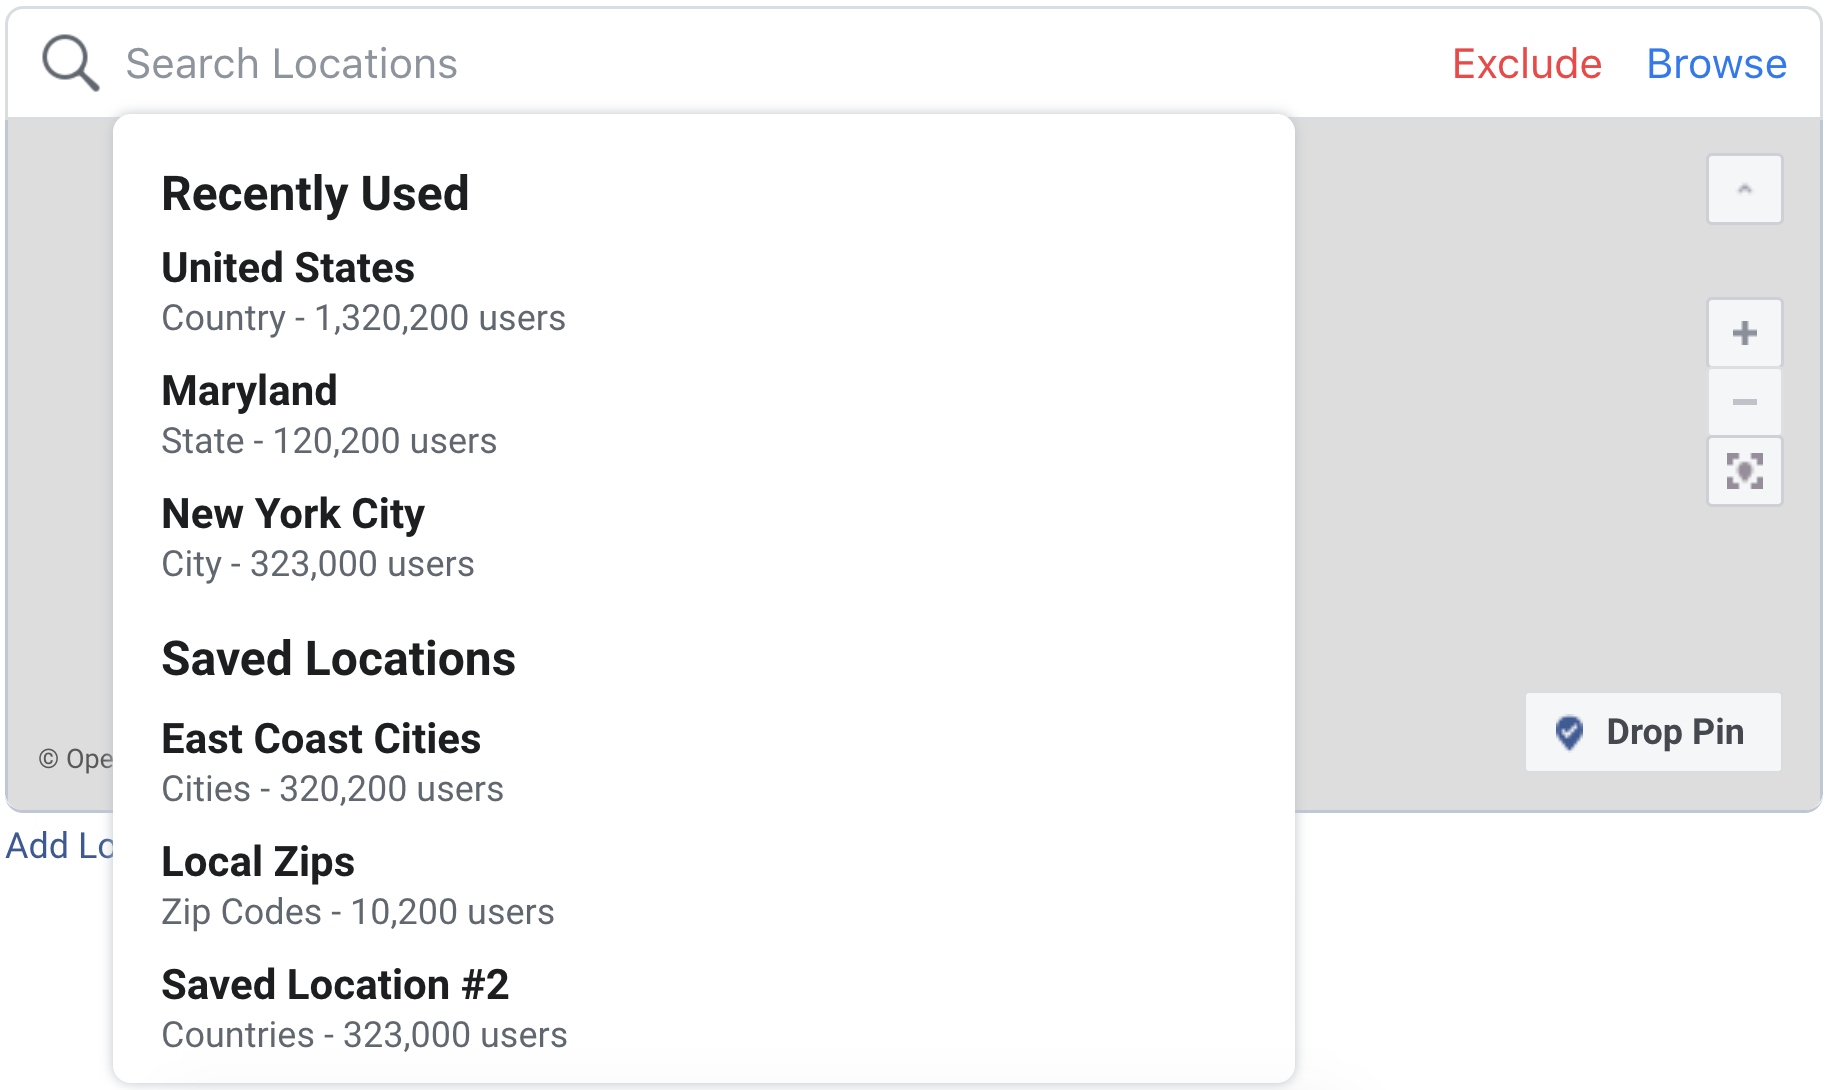 Search Locations
Exclude
Browse
Recently Used
United States
Country - 1,320,200 users
Maryland
State - 120,200 users
New York City
City - 323,000 users
Saved Locations
East Coast Cities
Cities - 320,200 users
Local Zips
Zip Codes - 10,200 users
Saved Location #2
Countries - 323,000 users
Drop Pin
© Ope
Add Lo